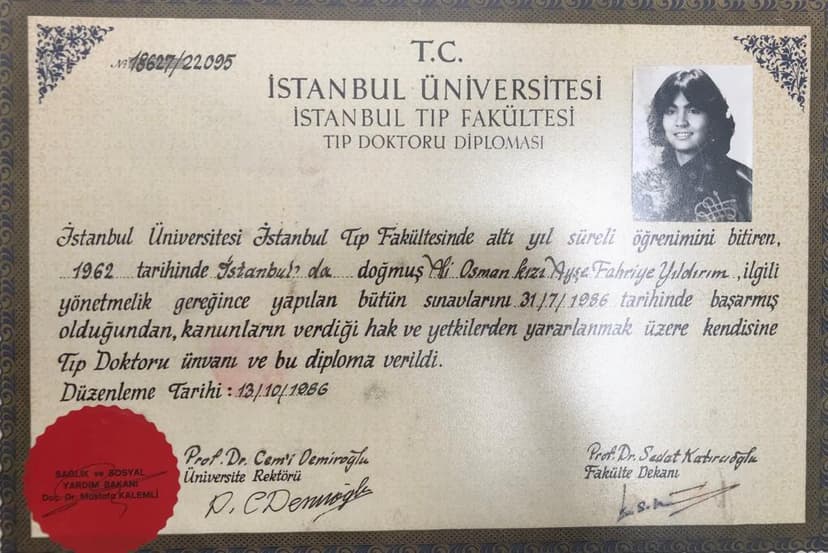 No 18627/22095
T.C.
İSTANBUL ÜNİVERSİTESİ
İSTANBUL TIP FAKÜLTESİ
TIP DOKTORU DİPLOMASI
İstanbul Üniversitesi İstanbul Tıp Fakültesinde altı yıl süreli öğrenimini bitiren,
1962 tarihinde İstanbul'da doğmuş Ali Osman kızı Ayşe Fahriye Yıldırım, ilgili
yönetmelik gereğince yapılan bütün sınavlarını 31/7/1986 tarihinde başarmış
olduğundan, kanunların verdiği hak ve yetkilerden yararlanmak üzere kendisine
Tıp Doktoru ünvanı ve bu diploma verildi.
Düzenleme Tarihi : 13/10/1986
Prof. Dr. Cem'i Demiroğlu
Üniversite Rektörü
Prof. Dr. Sedat Katırcıoğlu
Fakülte Dekanı
SAĞLIK ve SOSYAL
YARDIM BAKANI
Doç. Dr. Mustafa KALEMLİ